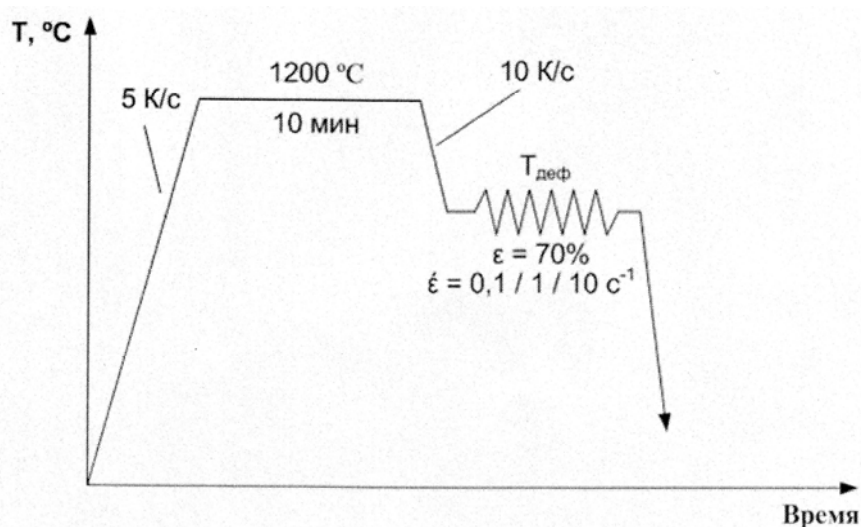 T, ºC
1200 ºC
10 К/с
5 К/с
10 мин
Tдеф
ε = 70%
έ = 0,1 / 1 / 10 с⁻¹
Время